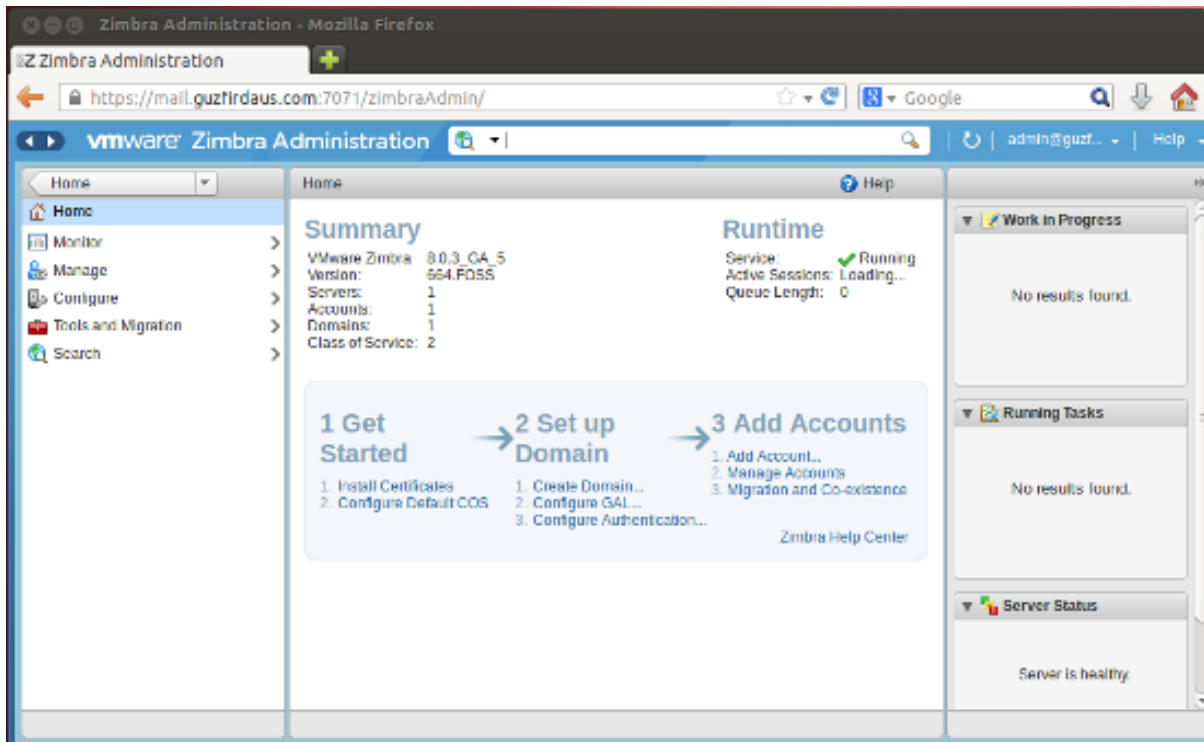 Zimbra Administration - Mozilla Firefox
Zimbra Administration
https://mail.guzfirdaus.com:7071/zimbraAdmin/
Google
vmware Zimbra Administration
admin@guzf...
Help
Home
Home
Monitor
Manage
Configure
Tools and Migration
Search
Home
Help
Summary
VMware Zimbra 8.0.3_GA_5
Version: 664.FOSS
Servers: 1
Accounts: 1
Domains: 1
Class of Service: 2
Runtime
Service: Running
Active Sessions: Loading...
Queue Length: 0
1 Get
Started
1. Install Certificates
2. Configure Default COS
2 Set up
Domain
1. Create Domain...
2. Configure GAL...
3. Configure Authentication...
3 Add Accounts
1. Add Account...
2. Manage Accounts
3. Migration and Co-existence
Zimbra Help Center
Work in Progress
No results found.
Running Tasks
No results found.
Server Status
Server is healthy.